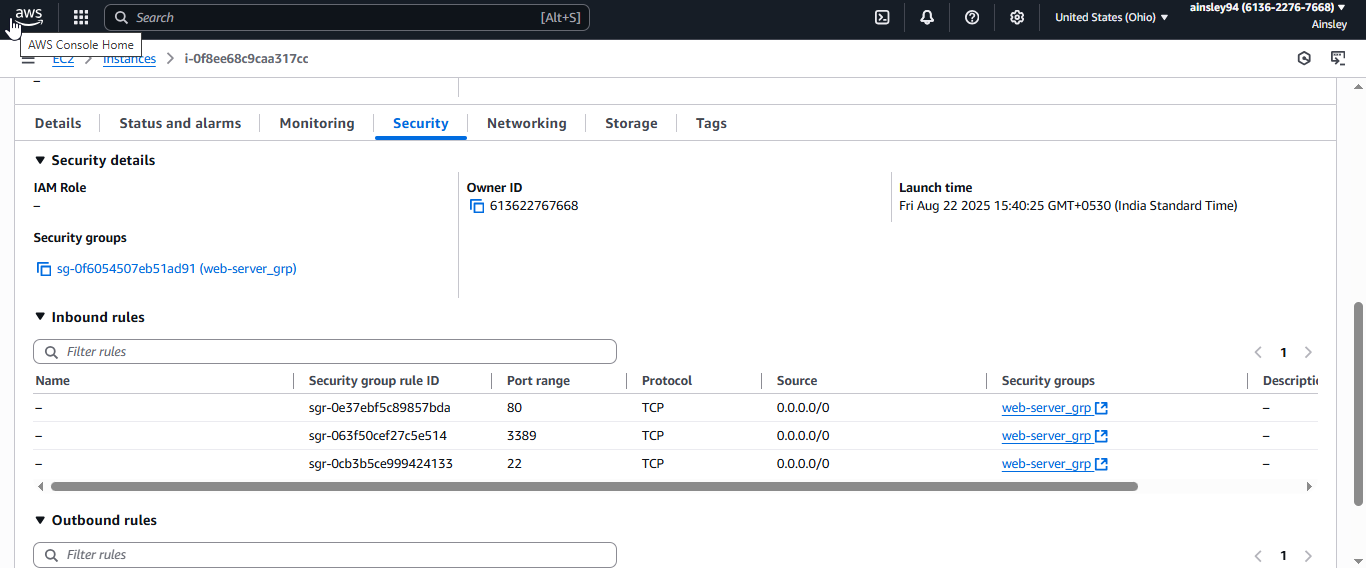 aws
Search [Alt+S]
United States (Ohio) ▼
ainsley94 (6136-2276-7668) ▼
Ainsley
AWS Console Home
EC2 > Instances > i-0f8ee68c9caa317cc
–
Details Status and alarms Monitoring Security Networking Storage Tags
▼ Security details
IAM Role Owner ID Launch time
– 613622767668 Fri Aug 22 2025 15:40:25 GMT+0530 (India Standard Time)
Security groups
sg-0f6054507eb51ad91 (web-server_grp)
▼ Inbound rules
Filter rules < 1 >
Name Security group rule ID Port range Protocol Source Security groups Descripti
– sgr-0e37ebf5c89857bda 80 TCP 0.0.0.0/0 web-server_grp –
– sgr-063f50cef27c5e514 3389 TCP 0.0.0.0/0 web-server_grp –
– sgr-0cb3b5ce999424133 22 TCP 0.0.0.0/0 web-server_grp –
▼ Outbound rules
Filter rules < 1 >